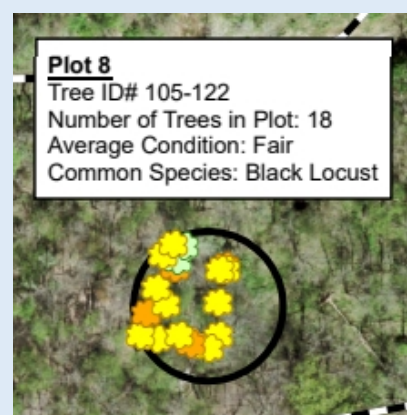 Plot 8
Tree ID# 105-122
Number of Trees in Plot: 18
Average Condition: Fair
Common Species: Black Locust